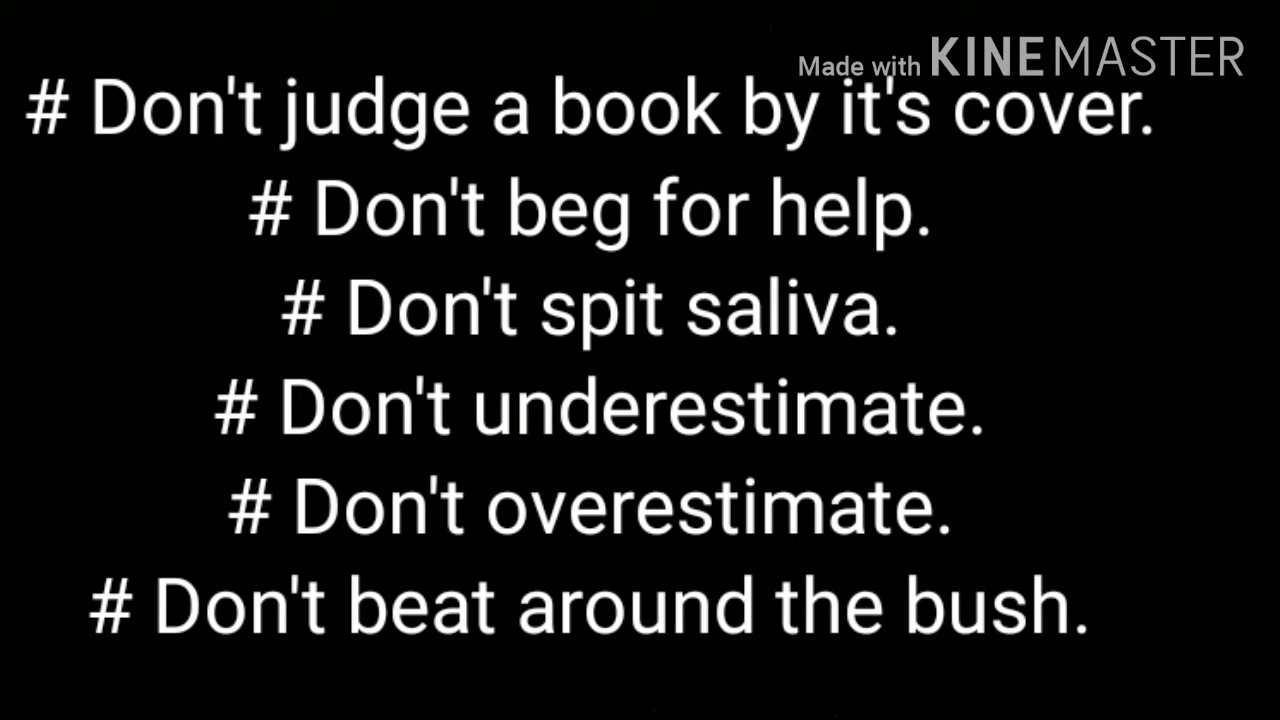 Made with KINEMASTER
# Don't judge a book by it's cover.
# Don't beg for help.
# Don't spit saliva.
# Don't underestimate.
# Don't overestimate.
# Don't beat around the bush.